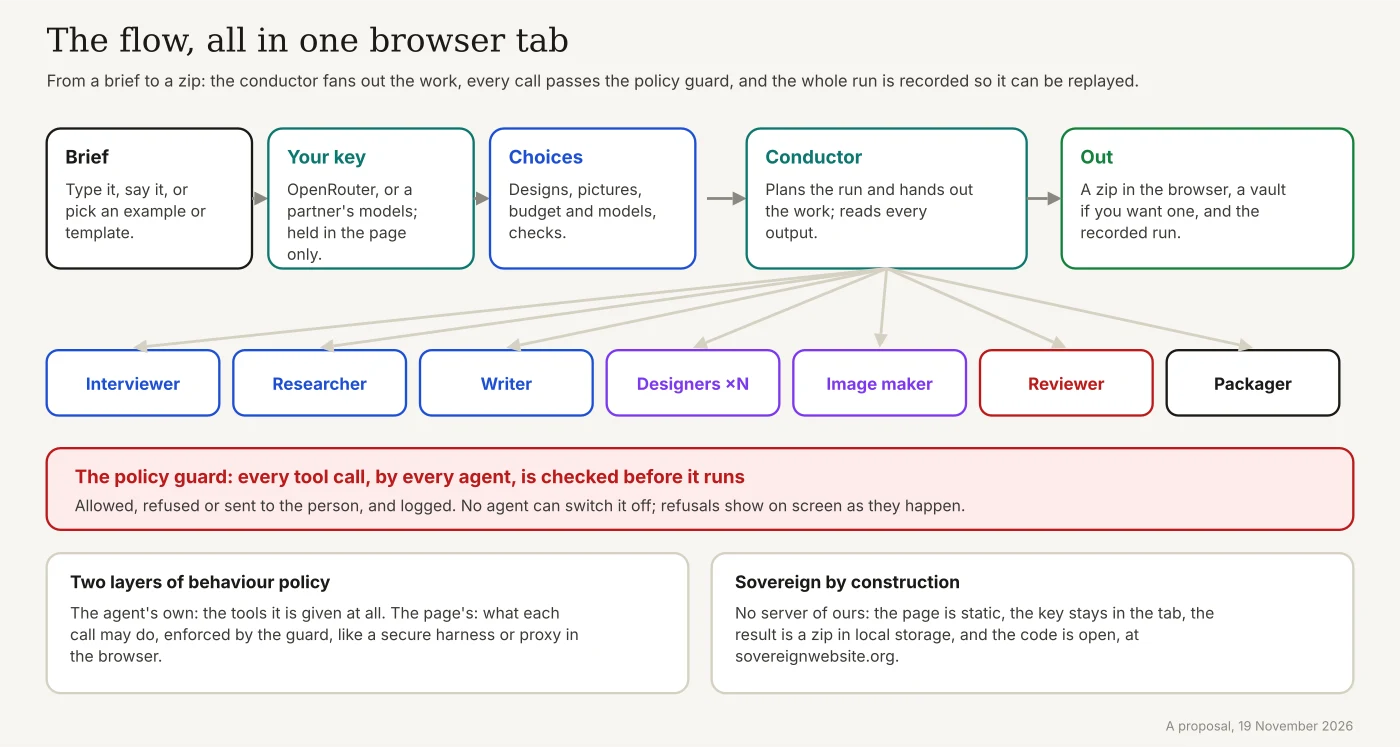 The flow, all in one browser tab
From a brief to a zip: the conductor fans out the work, every call passes the policy guard, and the whole run is recorded so it can be replayed.
Brief
Type it, say it, or
pick an example or
template.
Your key
OpenRouter, or a
partner's models;
held in the page
only.
Choices
Designs, pictures,
budget and models,
checks.
Conductor
Plans the run and hands out
the work; reads every
output.
Out
A zip in the browser, a vault
if you want one, and the
recorded run.
Interviewer
Researcher
Writer
Designers ×N
Image maker
Reviewer
Packager
The policy guard: every tool call, by every agent, is checked before it runs
Allowed, refused or sent to the person, and logged. No agent can switch it off; refusals show on screen as they happen.
Two layers of behaviour policy
The agent's own: the tools it is given at all. The page's: what each
call may do, enforced by the guard, like a secure harness or proxy in
the browser.
Sovereign by construction
No server of ours: the page is static, the key stays in the tab, the
result is a zip in local storage, and the code is open, at
sovereignwebsite.org.
A proposal, 19 November 2026